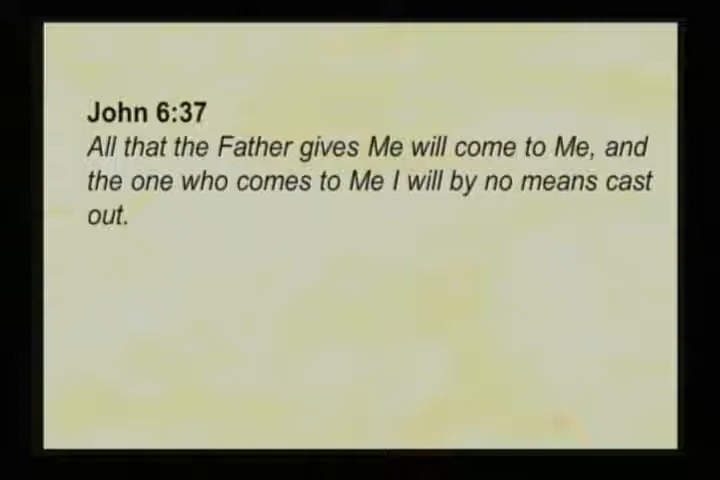 John 6:37
All that the Father gives Me will come to Me, and
the one who comes to Me I will by no means cast
out.